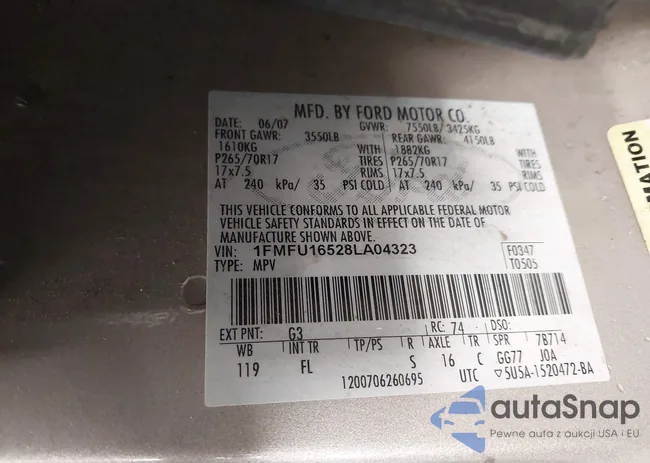 MFD. BY FORD MOTOR CO.
DATE: 06/07 GVWR: 7550LB/ 3425KG
FRONT GAWR: 3550LB REAR GAWR: 4150LB
1610KG 1882KG
P265/70R17 TIRES P265/70R17 TIRES
17x7.5 RIMS 17x7.5 RIMS
AT 240 kPa/ 35 PSI COLD AT 240 kPa/ 35 PSI COLD
THIS VEHICLE CONFORMS TO ALL APPLICABLE FEDERAL MOTOR
VEHICLE SAFETY STANDARDS IN EFFECT ON THE DATE OF
MANUFACTURE SHOWN ABOVE.
VIN: 1FMFU16528LA04323 F0347
TYPE: MPV T0505
EXT PNT: G3 RC: 74 DSO:
WB INT TR TP/PS R AXLE TR SPR 7B714
119 FL S 16 C GG77 JOA
1200706260695 UTC ▽5U5A-1520472-BA
MATION
autaSnap
Pewne auta z aukcji USA i EU